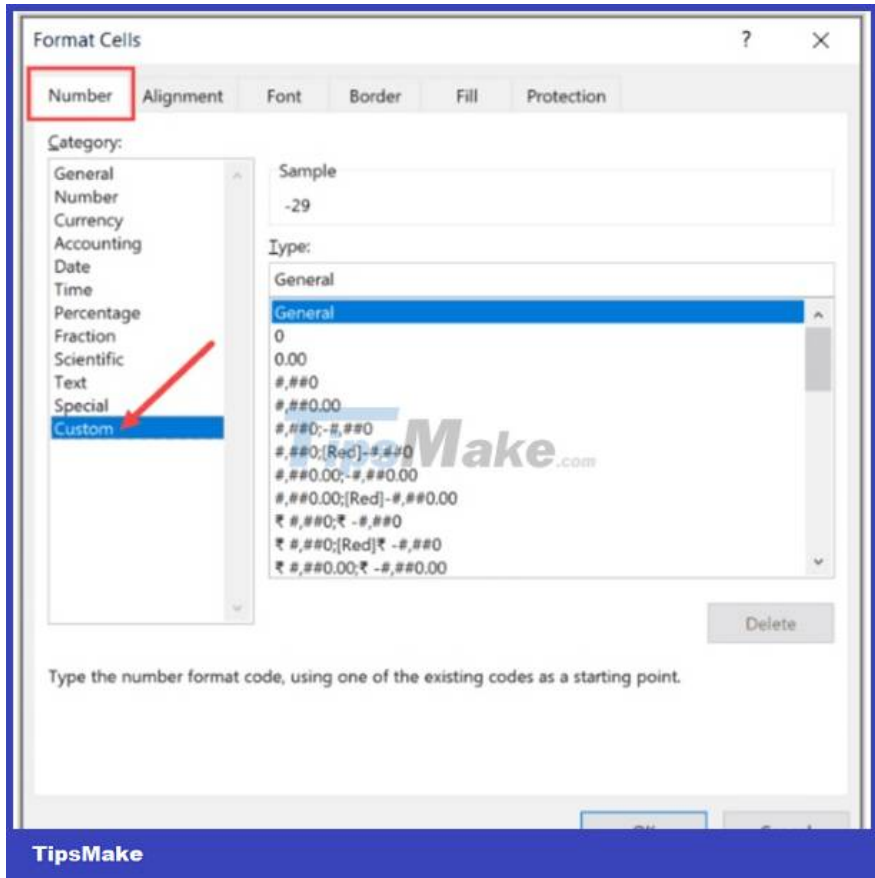 Format Cells ? ×
Number Alignment Font Border Fill Protection
Category:
General
Number
Currency
Accounting
Date
Time
Percentage
Fraction
Scientific
Text
Special
Custom
Sample
-29
Type:
General
General
0
0.00
#,##0
#,##0.00
#,##0;-#,##0
#,##0;[Red]-#,##0
#,##0.00;-#,##0.00
#,##0.00;[Red]-#,##0.00
₹ #,##0;₹ -#,##0
₹ #,##0;[Red]₹ -#,##0
₹ #,##0.00;₹ -#,##0.00
TipsMake.com
Delete
Type the number format code, using one of the existing codes as a starting point.
TipsMake